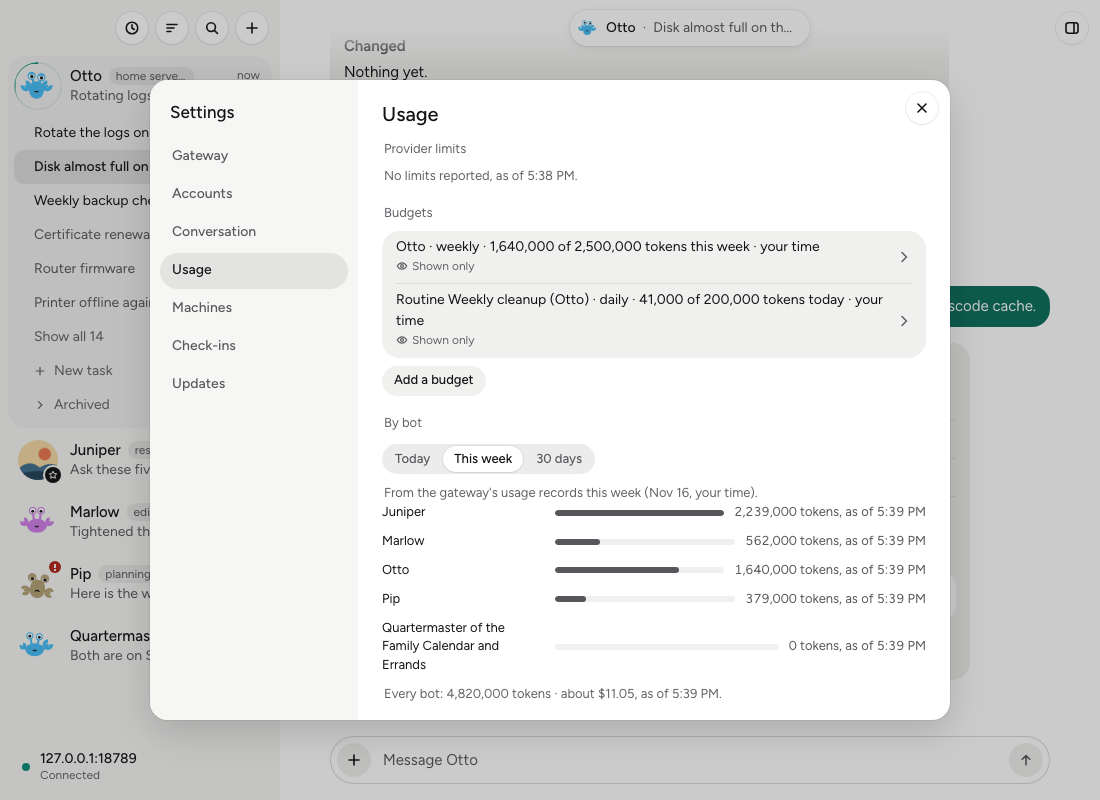 Otto · Disk almost full on th...
Changed
Nothing yet.
Otto home serve... now
Rotating logs
Rotate the logs on
Disk almost full on
Weekly backup che
Certificate renewa
Router firmware
Printer offline again
Show all 14
New task
Archived
Juniper res
Ask these fiv
Marlow edi
Tightened th
Pip planning
Here is the w
Quartermas
Both are on S
127.0.0.1:18789
Connected
Settings
Gateway
Accounts
Conversation
Usage
Machines
Check-ins
Updates
Usage
Provider limits
No limits reported, as of 5:38 PM.
Budgets
Otto · weekly · 1,640,000 of 2,500,000 tokens this week · your time
Shown only
Routine Weekly cleanup (Otto) · daily · 41,000 of 200,000 tokens today · your
time
Shown only
Add a budget
By bot
Today This week 30 days
From the gateway's usage records this week (Nov 16, your time).
Juniper 2,239,000 tokens, as of 5:39 PM
Marlow 562,000 tokens, as of 5:39 PM
Otto 1,640,000 tokens, as of 5:39 PM
Pip 379,000 tokens, as of 5:39 PM
Quartermaster of the
Family Calendar and
Errands
0 tokens, as of 5:39 PM
Every bot: 4,820,000 tokens · about $11.05, as of 5:39 PM.
scode cache.
Message Otto